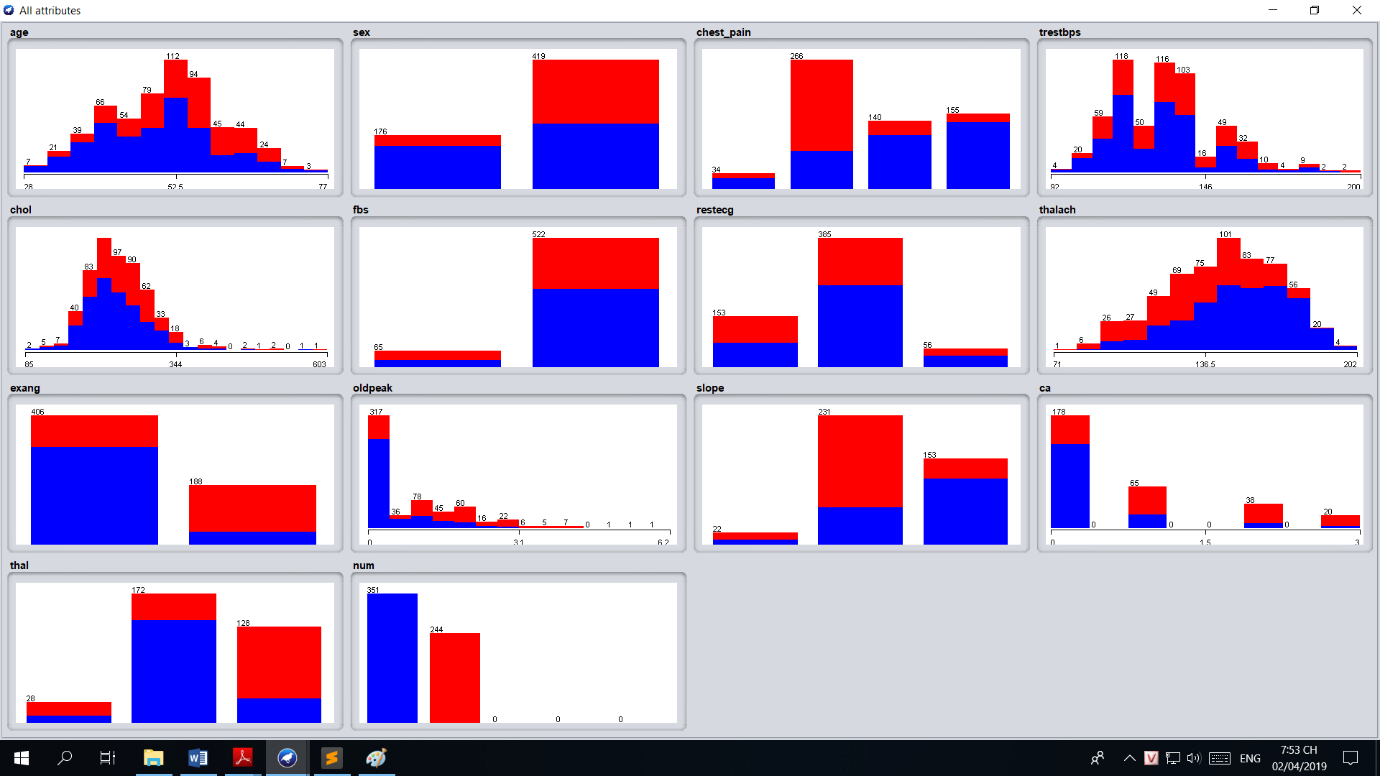 All attributes
age
7 21 39 66 54 79 112 94 45 44 24 7 3
28 52.5 77
sex
176 419
chest_pain
34 266 140 155
trestbps
4 20 59 118 50 116 103 16 49 32 10 4 9 2 2
92 146 200
chol
2 5 7 40 83 97 90 62 33 18 3 6 4 0 2 1 2 0 1 1
85 344 603
fbs
65 522
restecg
153 385 56
thalach
1 6 26 27 49 69 75 101 83 77 56 20 4
71 136.5 202
exang
406 188
oldpeak
317 36 78 45 60 16 22 6 5 7 0 1 1 1
0 3.1 6.2
slope
22 231 153
ca
178 0 65 0 0 38 0 20
0 1.5 3
thal
28 172 128
num
351 244 0 0 0
ENG
7:53 CH
02/04/2019